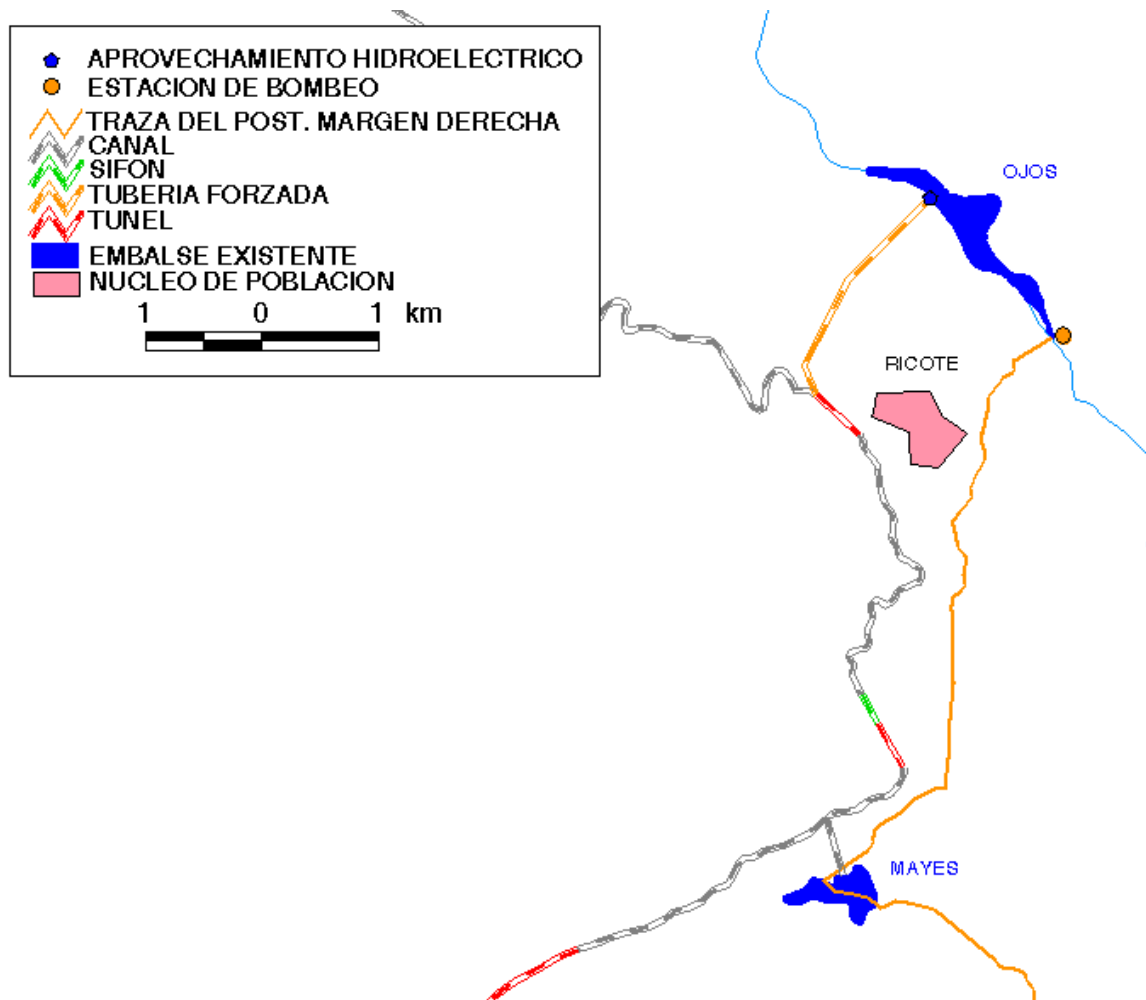 APROVECHAMIENTO HIDROELECTRICO
ESTACION DE BOMBEO
TRAZA DEL POST. MARGEN DERECHA
CANAL
SIFON
TUBERIA FORZADA
TUNEL
EMBALSE EXISTENTE
NUCLEO DE POBLACION
1 0 1 km
OJOS
RICOTE
MAYES